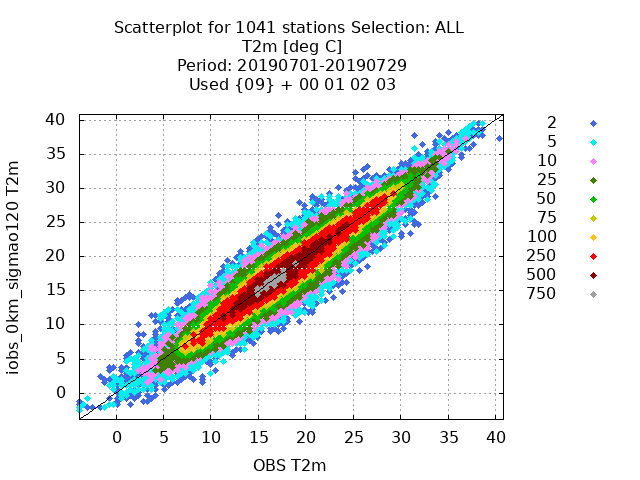 Scatterplot for 1041 stations Selection: ALL
T2m [deg C]
Period: 20190701-20190729
Used {09} + 00 01 02 03
iobs_0km_sigmao120 T2m
40
35
30
25
20
15
10
5
0
0 5 10 15 20 25 30 35 40
OBS T2m
2
5
10
25
50
75
100
250
500
750